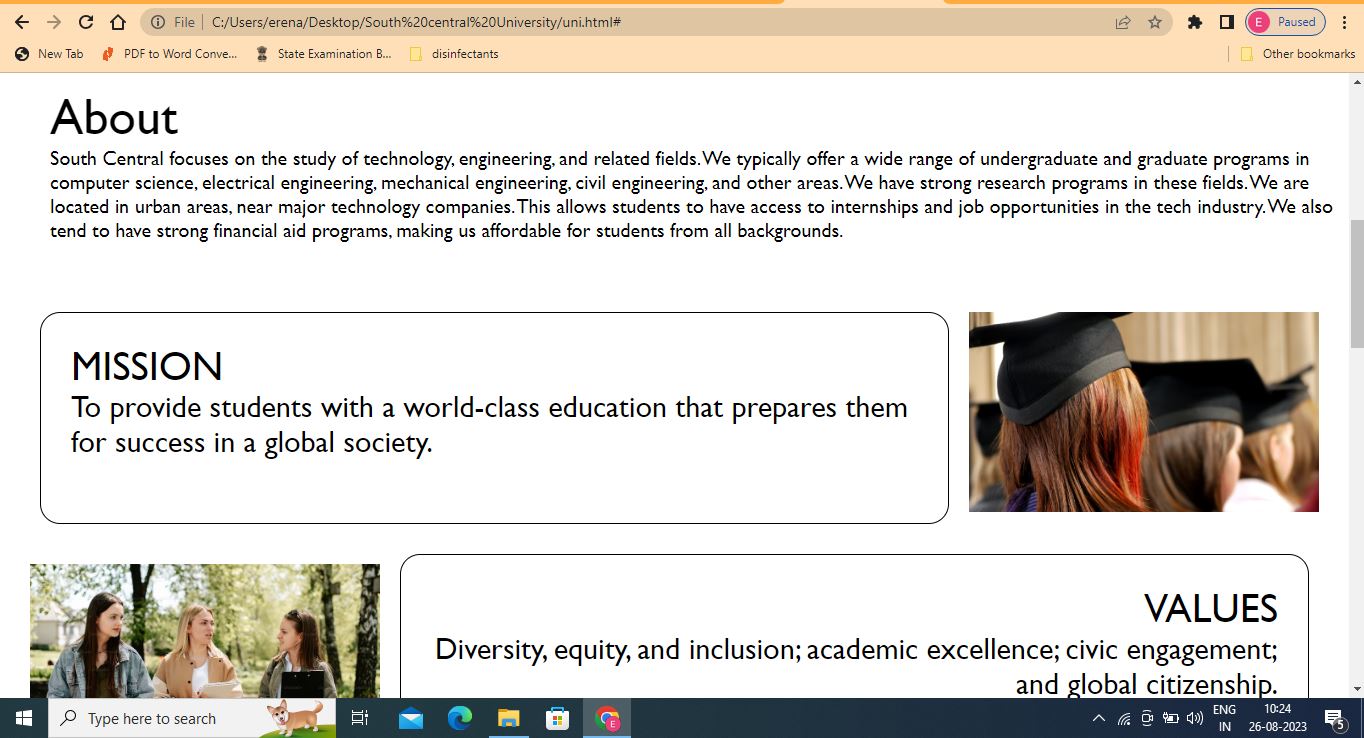 File
C:/Users/erena/Desktop/South%20central%20University/uni.html#
E
Paused
New Tab
PDF to Word Conve...
State Examination B...
disinfectants
Other bookmarks
About
South Central focuses on the study of technology, engineering, and related fields. We typically offer a wide range of undergraduate and graduate programs in
computer science, electrical engineering, mechanical engineering, civil engineering, and other areas. We have strong research programs in these fields. We are
located in urban areas, near major technology companies. This allows students to have access to internships and job opportunities in the tech industry. We also
tend to have strong financial aid programs, making us affordable for students from all backgrounds.
MISSION
To provide students with a world-class education that prepares them
for success in a global society.
VALUES
Diversity, equity, and inclusion; academic excellence; civic engagement;
and global citizenship.
Type here to search
E
ENG
IN
10:24
26-08-2023
5